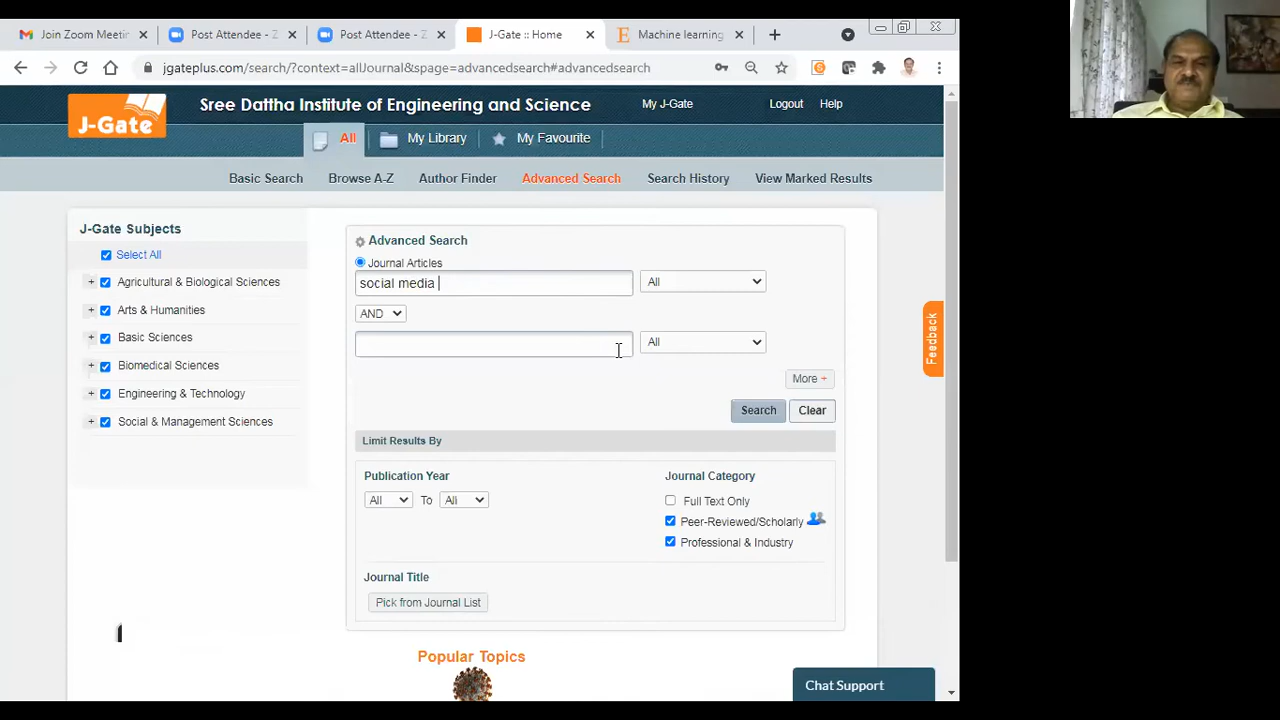 Join Zoom Meetin
Post Attendee - Z
Post Attendee - Z
J-Gate :: Home
Machine learning
jgateplus.com/search/?context=allJournal&spage=advancedsearch#advancedsearch
J-Gate
Sree Dattha Institute of Engineering and Science
My J-Gate
Logout
Help
All
My Library
My Favourite
Basic Search
Browse A-Z
Author Finder
Advanced Search
Search History
View Marked Results
J-Gate Subjects
Select All
Agricultural & Biological Sciences
Arts & Humanities
Basic Sciences
Biomedical Sciences
Engineering & Technology
Social & Management Sciences
Advanced Search
Journal Articles
social media
All
AND
All
More +
Search
Clear
Limit Results By
Publication Year
All To All
Journal Category
Full Text Only
Peer-Reviewed/Scholarly
Professional & Industry
Journal Title
Pick from Journal List
Popular Topics
Feedback
Chat Support